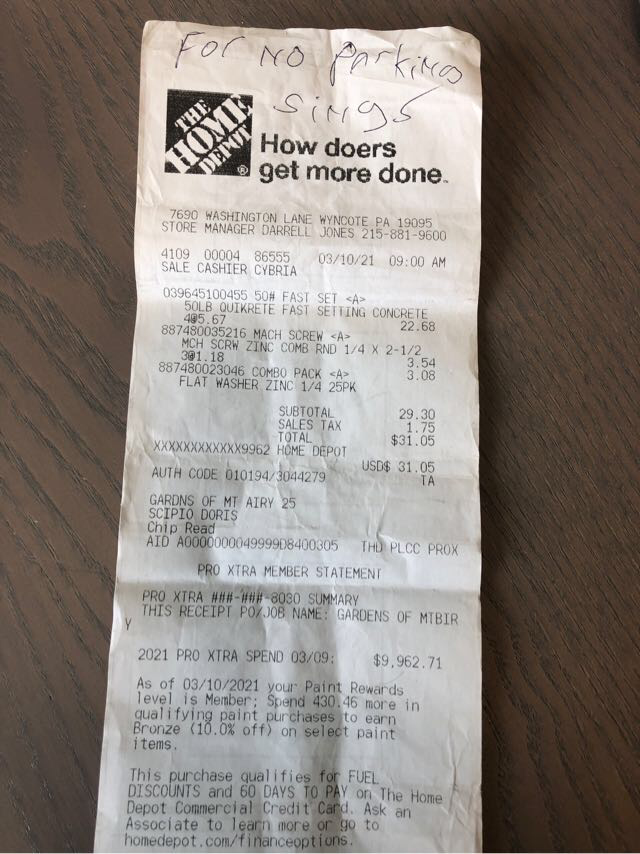 For No Parking
Sings
THE
HOME
DEPOT
®
How doers
get more done.™
7690 WASHINGTON LANE WYNCOTE PA 19095
STORE MANAGER DARRELL JONES 215-881-9600
4109 00004 86555 03/10/21 09:00 AM
SALE CASHIER CYBRIA
039645100455 50# FAST SET <A>
50LB QUIKRETE FAST SETTING CONCRETE
4@5.67 22.68
887480035216 MACH SCREW <A>
MCH SCRW ZINC COMB RND 1/4 X 2-1/2
3@1.18 3.54
887480023046 COMBO PACK <A> 3.08
FLAT WASHER ZINC 1/4 25PK
SUBTOTAL 29.30
SALES TAX 1.75
TOTAL $31.05
XXXXXXXXXXXX9962 HOME DEPOT
USD$ 31.05
AUTH CODE 010194/3044279 TA
GARDNS OF MT AIRY 25
SCIPIO DORIS
Chip Read
AID A0000000049999D8400305 THD PLCC PROX
PRO XTRA MEMBER STATEMENT
PRO XTRA ###-###-8030 SUMMARY
THIS RECEIPT PO/JOB NAME: GARDENS OF MTBIR
Y
2021 PRO XTRA SPEND 03/09: $9,962.71
As of 03/10/2021 your Paint Rewards
level is Member; Spend 430.46 more in
qualifying paint purchases to earn
Bronze (10.0% off) on select paint
items.
This purchase qualifies for FUEL
DISCOUNTS and 60 DAYS TO PAY on The Home
Depot Commercial Credit Card. Ask an
Associate to learn more or go to
homedepot.com/financeoptions.